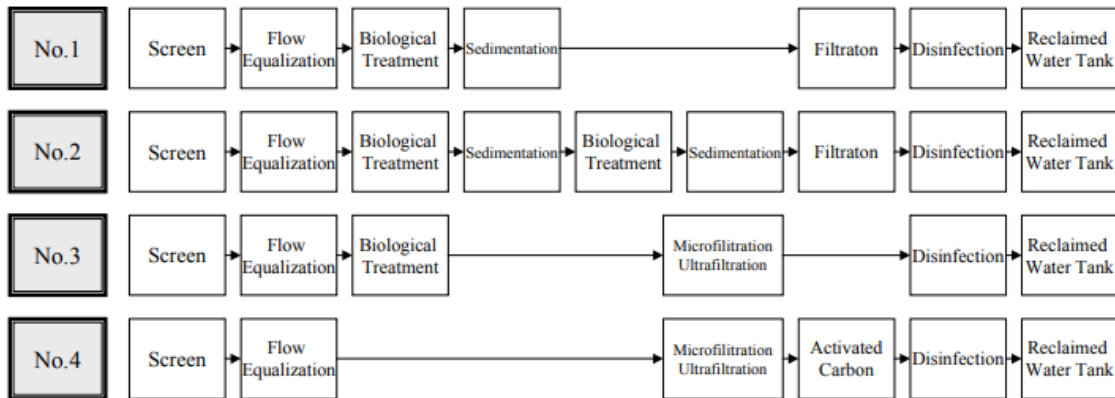 No.1
Screen
Flow
Equalization
Biological
Treatment
Sedimentation
Filtraton
Disinfection
Reclaimed
Water Tank
No.2
Screen
Flow
Equalization
Biological
Treatment
Sedimentation
Biological
Treatment
Sedimentation
Filtraton
Disinfection
Reclaimed
Water Tank
No.3
Screen
Flow
Equalization
Biological
Treatment
Microfilitration
Ultrafiltration
Disinfection
Reclaimed
Water Tank
No.4
Screen
Flow
Equalization
Microfilitration
Ultrafiltration
Activated
Carbon
Disinfection
Reclaimed
Water Tank